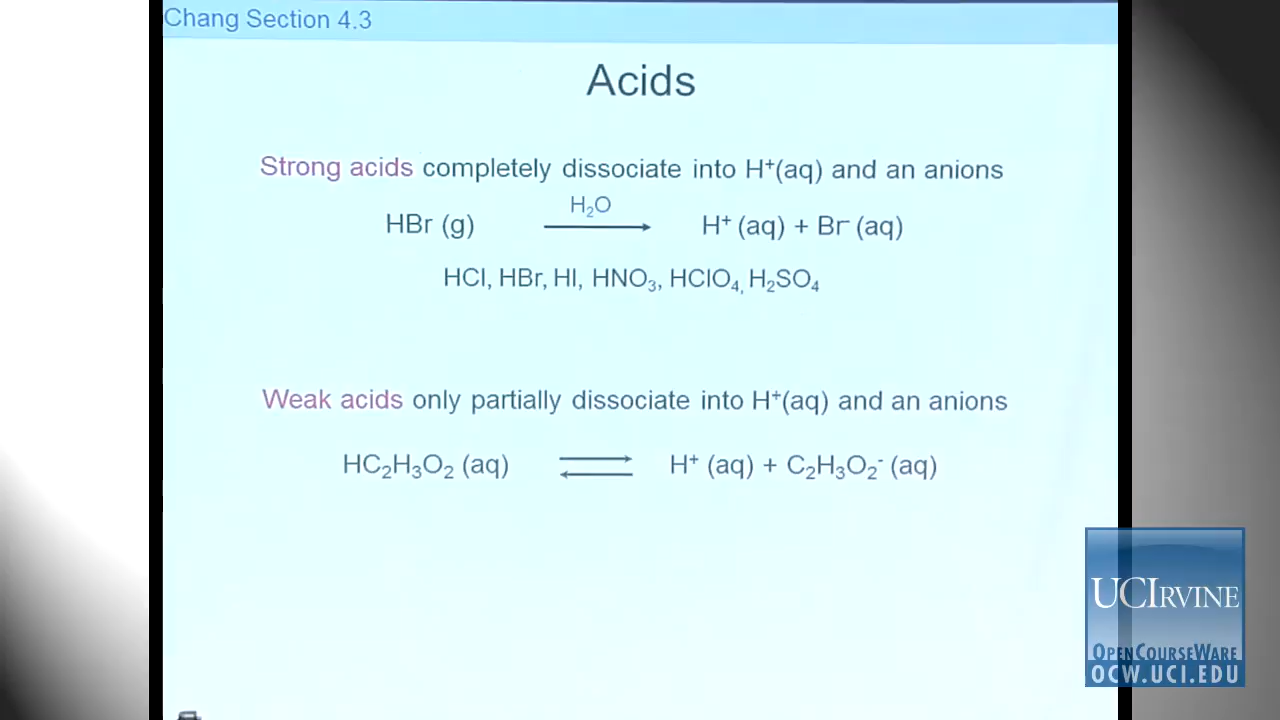 Chang Section 4.3
Acids
Strong acids completely dissociate into H⁺(aq) and an anions
H₂O
HBr (g) → H⁺ (aq) + Br⁻ (aq)
HCl, HBr, HI, HNO₃, HClO₄, H₂SO₄
Weak acids only partially dissociate into H⁺(aq) and an anions
HC₂H₃O₂ (aq) ⇌ H⁺ (aq) + C₂H₃O₂⁻ (aq)
UCIRVINE
OPENCOURSEWARE
OCW.UCI.EDU